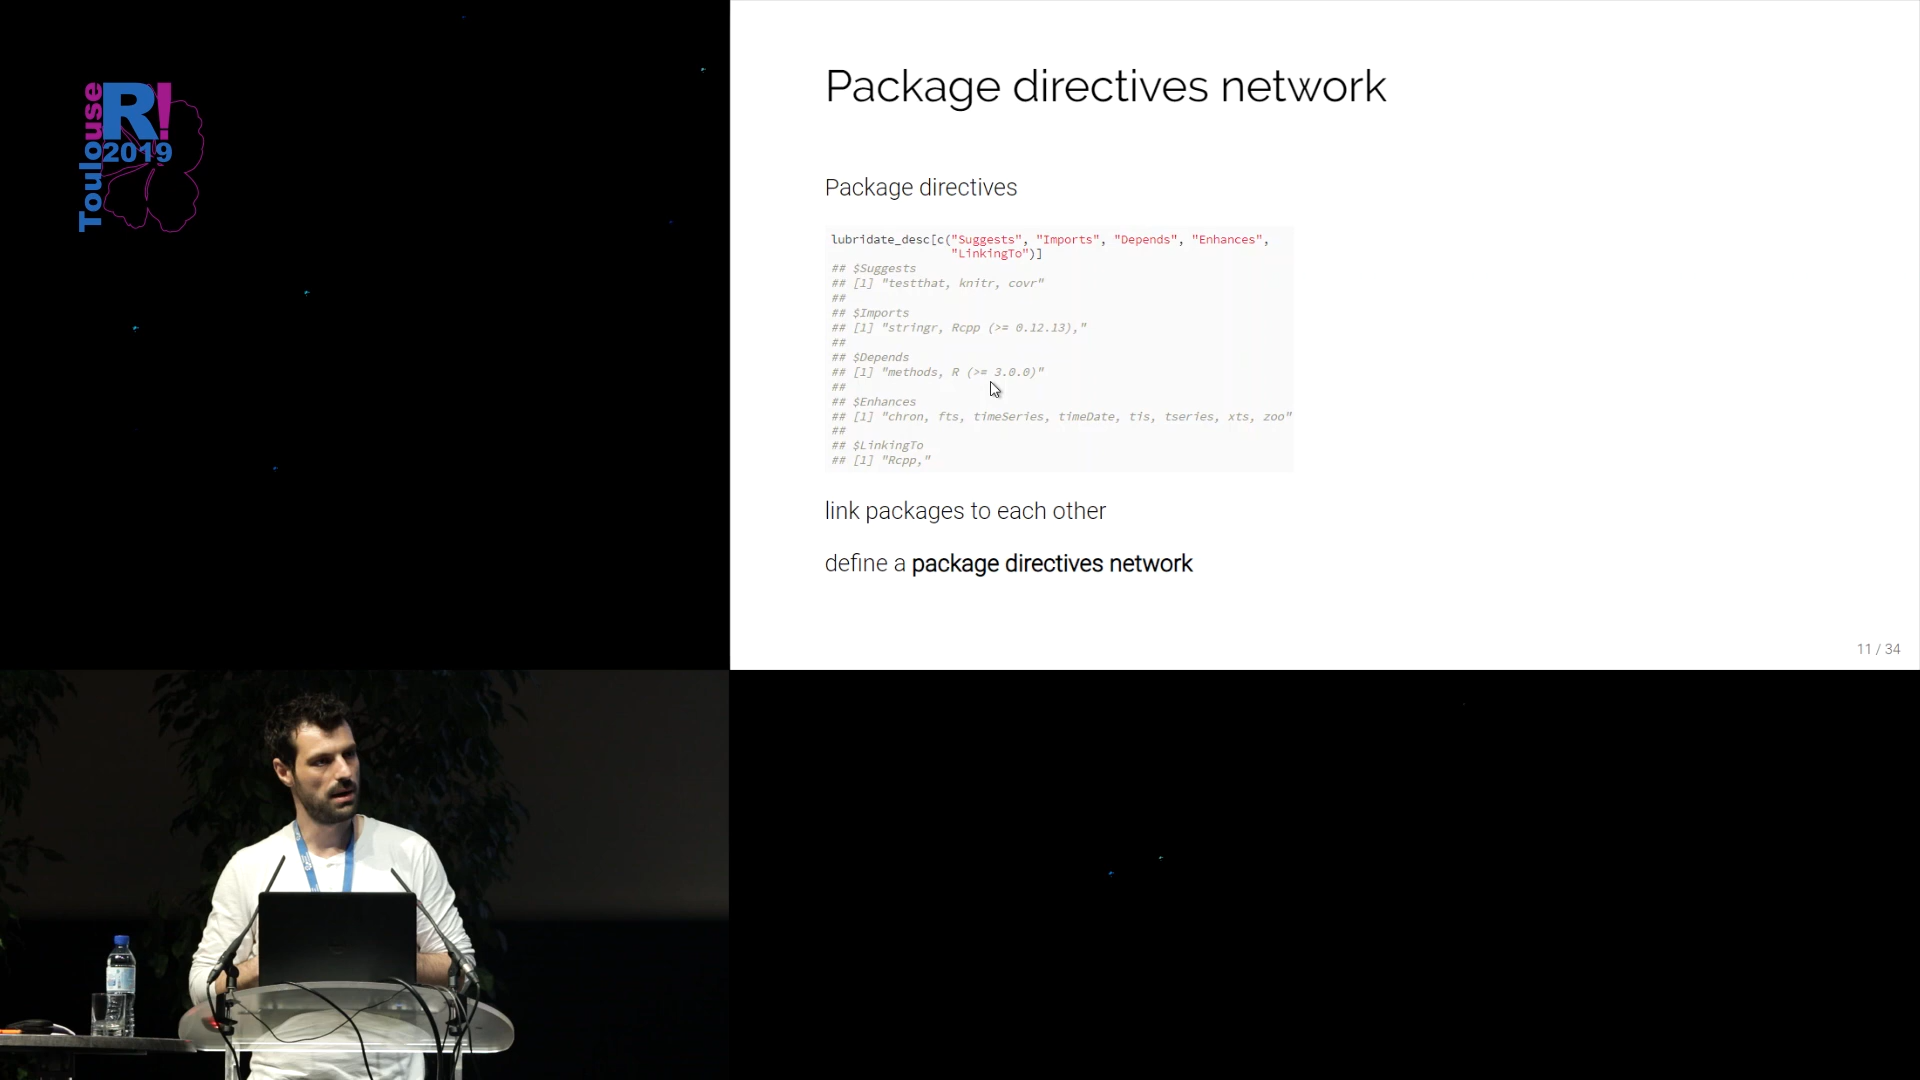 Toulouse
R!
2019
Package directives network
Package directives
lubridate_desc[c("Suggests", "Imports", "Depends", "Enhances",
"LinkingTo")]
## $Suggests
## [1] "testthat, knitr, covr"
##
## $Imports
## [1] "stringr, Rcpp (>= 0.12.13),"
##
## $Depends
## [1] "methods, R (>= 3.0.0)"
##
## $Enhances
## [1] "chron, fts, timeSeries, timeDate, tis, tseries, xts, zoo"
##
## $LinkingTo
## [1] "Rcpp,"
link packages to each other
define a package directives network
11 / 34